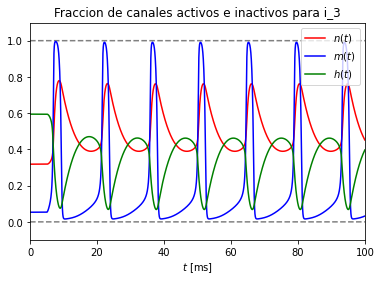 Fraccion de canales activos e inactivos para i_3
n(t)
m(t)
h(t)
1.0
0.8
0.6
0.4
0.2
0.0
0
20
40
60
80
100
t [ms]